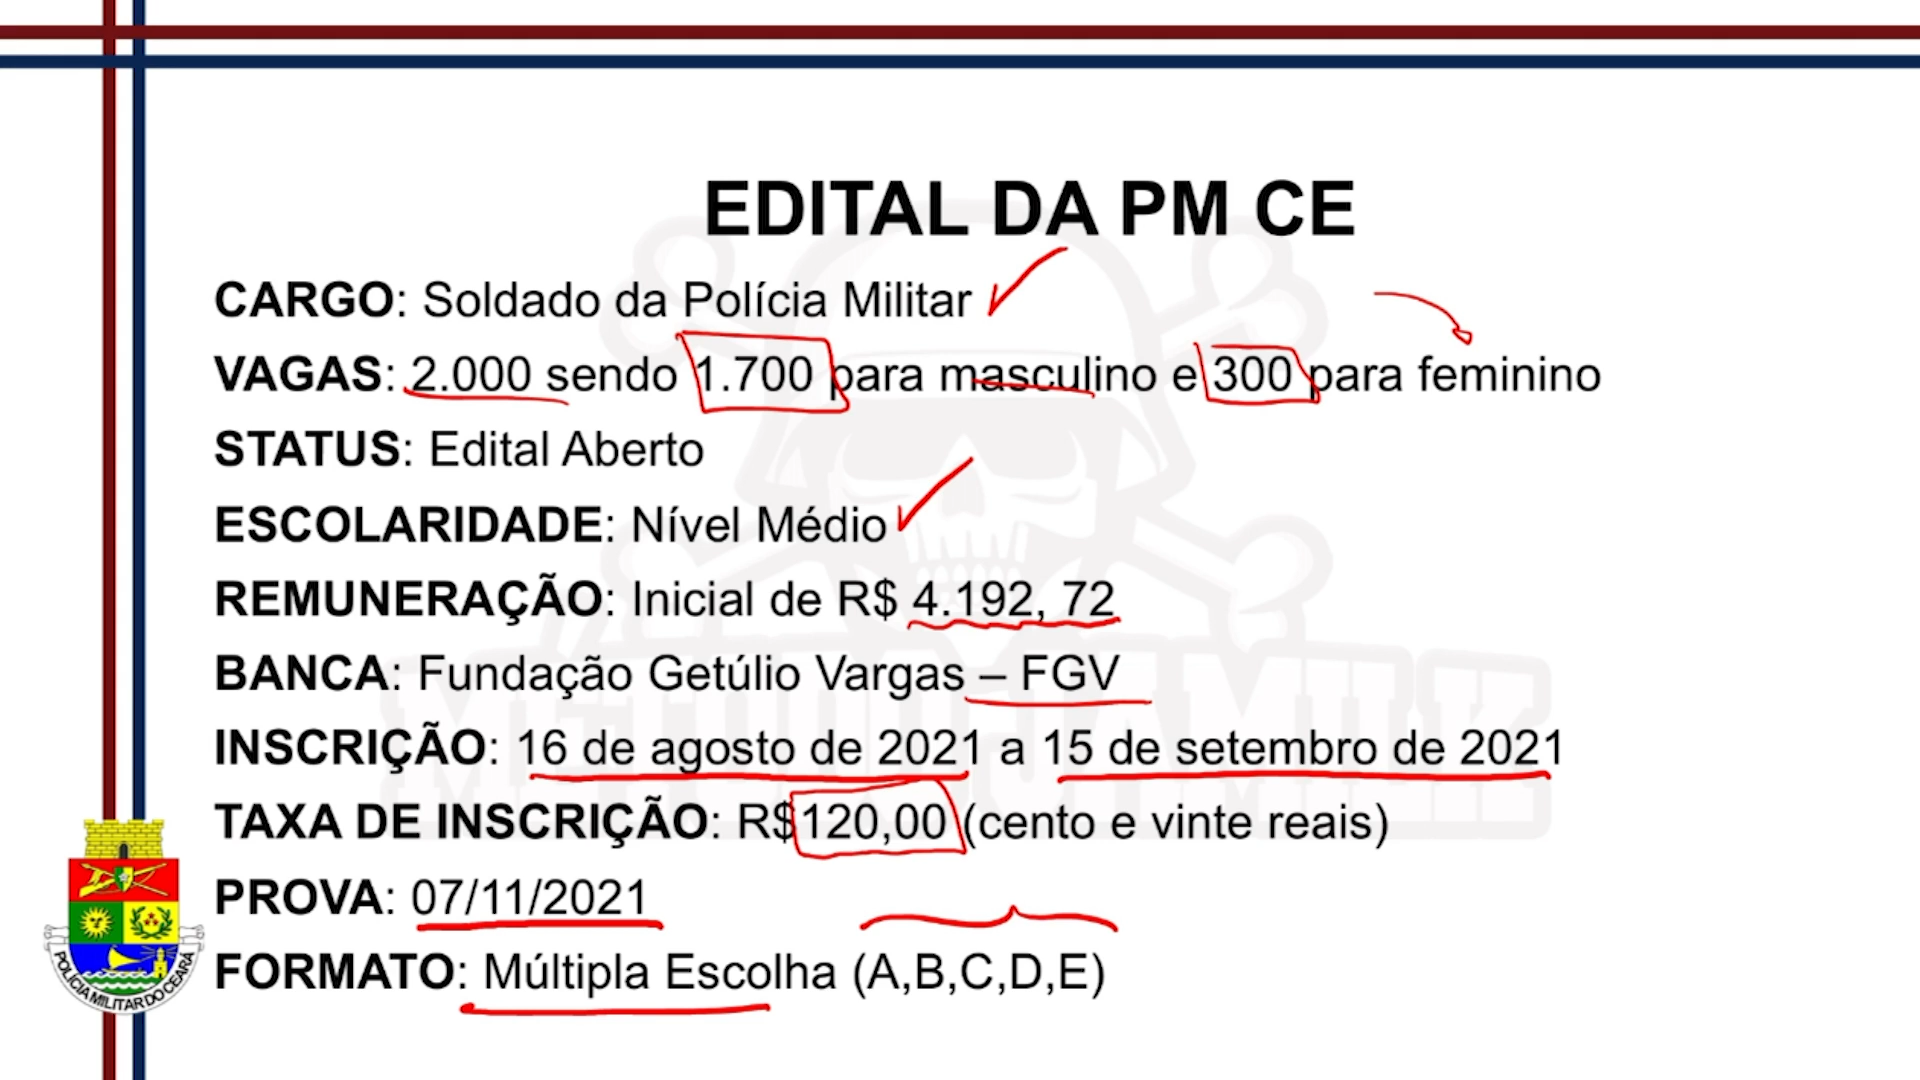 EDITAL DA PM CE
CARGO: Soldado da Polícia Militar
VAGAS: 2.000 sendo 1.700 para masculino e 300 para feminino
STATUS: Edital Aberto
ESCOLARIDADE: Nível Médio
REMUNERAÇÃO: Inicial de R$ 4.192, 72
BANCA: Fundação Getúlio Vargas – FGV
INSCRIÇÃO: 16 de agosto de 2021 a 15 de setembro de 2021
TAXA DE INSCRIÇÃO: R$120,00 (cento e vinte reais)
PROVA: 07/11/2021
FORMATO: Múltipla Escolha (A,B,C,D,E)
POLÍCIA MILITAR DO CEARÁ
MÉTODO JAMILK